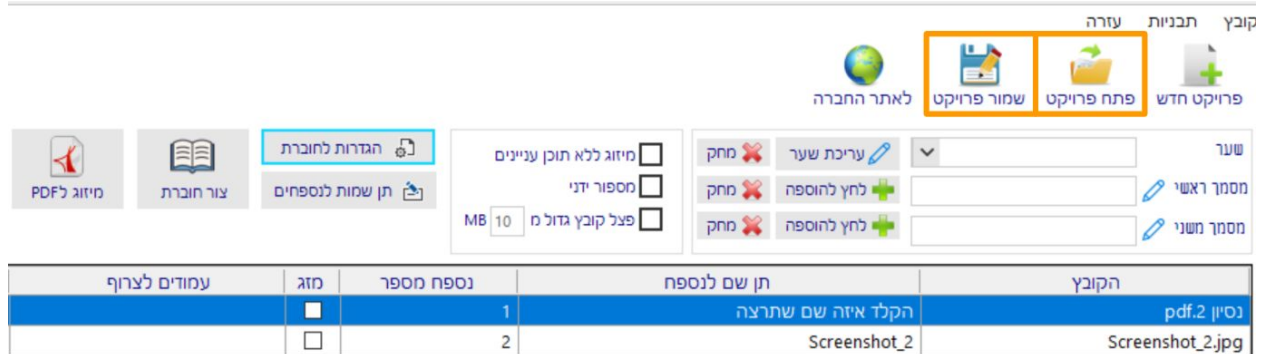 קובץ תבניות עזרה
פרויקט חדש פתח פרויקט שמור פרויקט לאתר החברה
שער עריכת שער מחק
מסמך ראשי לחץ להוספה מחק
מסמך משני לחץ להוספה מחק
מיזוג ללא תוכן עניינים
מספור ידני
פצל קובץ גדול מ 10 MB
הגדרות לחוברת
תן שמות לנספחים
צור חוברת
מיזוג לPDF
הקובץ תן שם לנספח נספח מספר מזג עמודים לצרוף
נסיון 2.pdf הקלד איזה שם שתרצה 1
Screenshot_2.jpg Screenshot_2 2